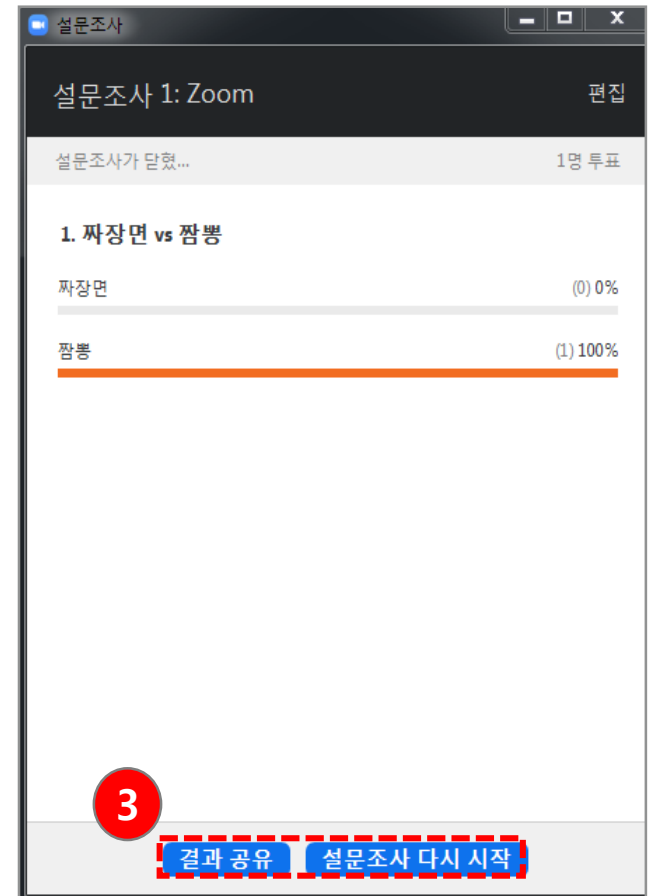 설문조사
설문조사 1: Zoom 편집
설문조사가 닫혔... 1명 투표
1. 짜장면 vs 짬뽕
짜장면 (0) 0%
짬뽕 (1) 100%
3
결과 공유 설문조사 다시 시작